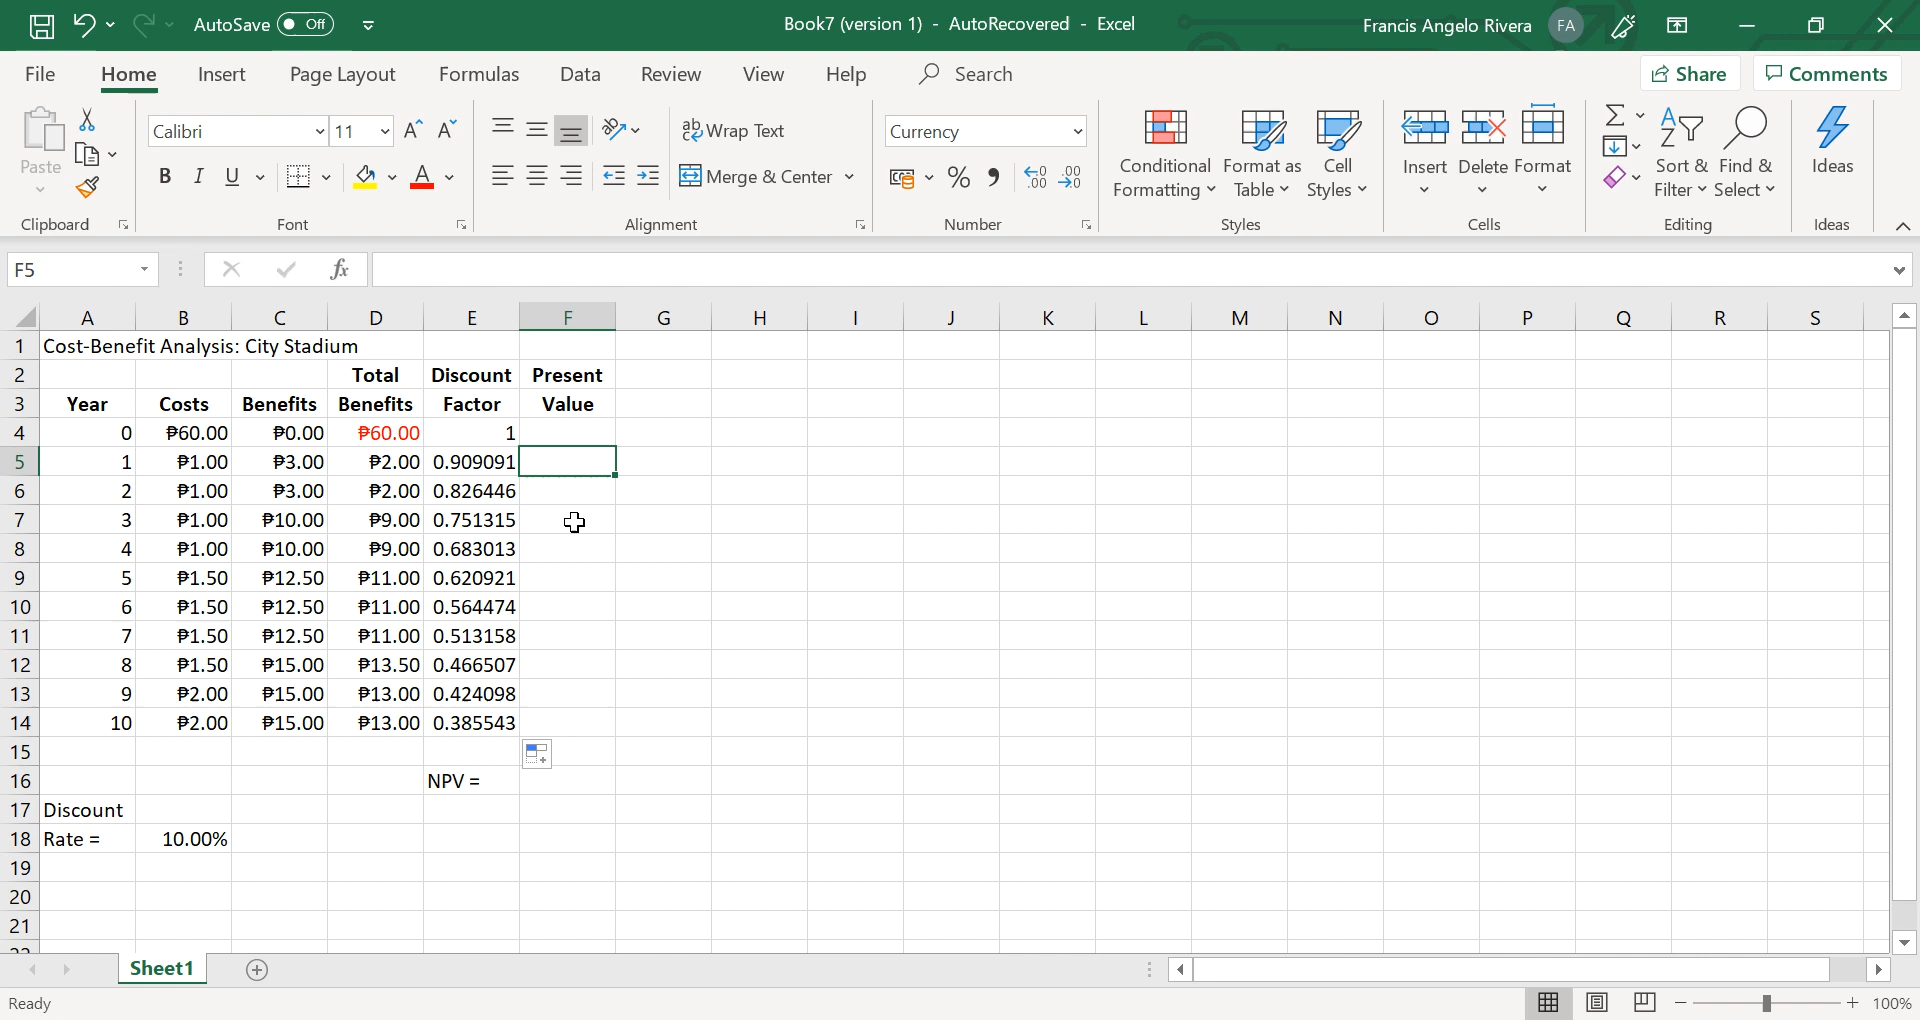 AutoSave Off Book7 (version 1) - AutoRecovered - Excel Francis Angelo Rivera FA
File Home Insert Page Layout Formulas Data Review View Help Search Share Comments
Paste Calibri 11 Wrap Text Currency Conditional Formatting Format as Table Cell Styles Insert Delete Format Sort & Filter Find & Select Ideas
B I U A Merge & Center % 9
Clipboard Font Alignment Number Styles Cells Editing Ideas
F5 fx
A B C D E F G H I J K L M N O P Q R S
1 Cost-Benefit Analysis: City Stadium
2 Total Discount Present
3 Year Costs Benefits Benefits Factor Value
4 0 ₱60.00 ₱0.00 ₱60.00 1
5 1 ₱1.00 ₱3.00 ₱2.00 0.909091
6 2 ₱1.00 ₱3.00 ₱2.00 0.826446
7 3 ₱1.00 ₱10.00 ₱9.00 0.751315
8 4 ₱1.00 ₱10.00 ₱9.00 0.683013
9 5 ₱1.50 ₱12.50 ₱11.00 0.620921
10 6 ₱1.50 ₱12.50 ₱11.00 0.564474
11 7 ₱1.50 ₱12.50 ₱11.00 0.513158
12 8 ₱1.50 ₱15.00 ₱13.50 0.466507
13 9 ₱2.00 ₱15.00 ₱13.00 0.424098
14 10 ₱2.00 ₱15.00 ₱13.00 0.385543
15
16 NPV =
17 Discount
18 Rate = 10.00%
19
20
21
Sheet1
Ready 100%